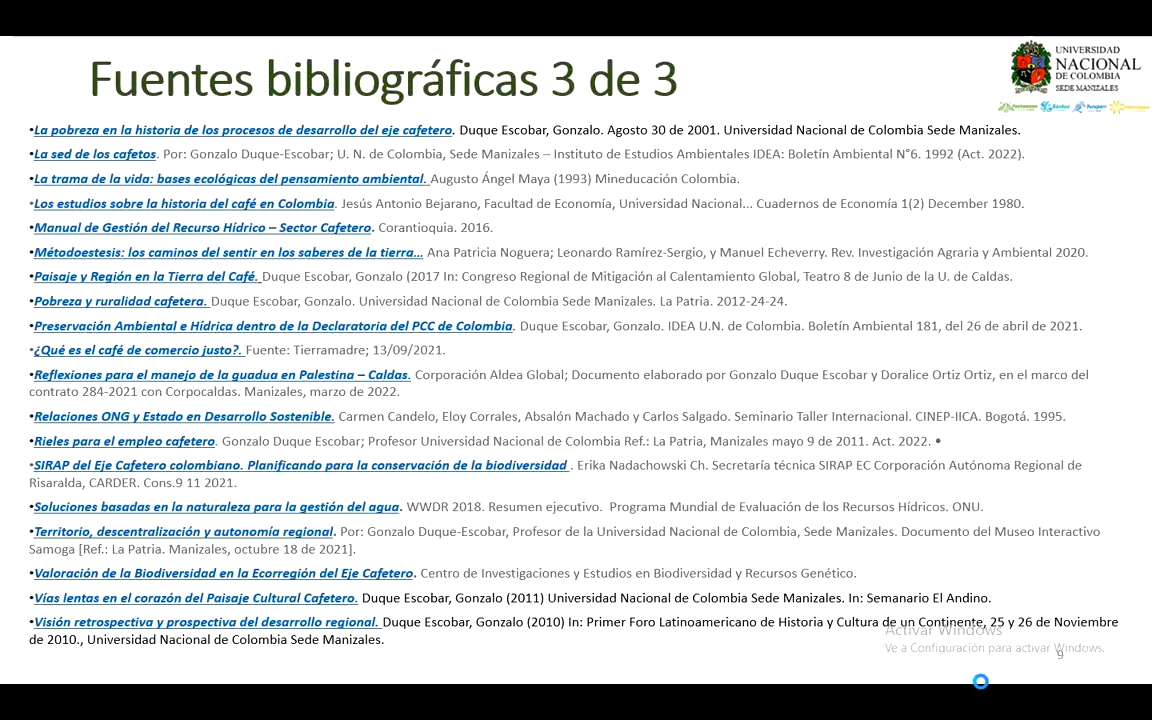 Fuentes bibliográficas 3 de 3
UNIVERSIDAD
NACIONAL
DE COLOMBIA
SEDE MANIZALES
•La pobreza en la historia de los procesos de desarrollo del eje cafetero. Duque Escobar, Gonzalo. Agosto 30 de 2001. Universidad Nacional de Colombia Sede Manizales.
•La sed de los cafetos. Por: Gonzalo Duque-Escobar; U. N. de Colombia, Sede Manizales – Instituto de Estudios Ambientales IDEA: Boletín Ambiental N°6. 1992 (Act. 2022).
•La trama de la vida: bases ecológicas del pensamiento ambiental. Augusto Ángel Maya (1993) Mineducación Colombia.
•Los estudios sobre la historia del café en Colombia. Jesús Antonio Bejarano, Facultad de Economía, Universidad Nacional... Cuadernos de Economía 1(2) December 1980.
•Manual de Gestión del Recurso Hídrico – Sector Cafetero. Corantioquia. 2016.
•Métodoestesis: los caminos del sentir en los saberes de la tierra... Ana Patricia Noguera; Leonardo Ramírez-Sergio, y Manuel Echeverry. Rev. Investigación Agraria y Ambiental 2020.
•Paisaje y Región en la Tierra del Café. Duque Escobar, Gonzalo (2017 In: Congreso Regional de Mitigación al Calentamiento Global, Teatro 8 de Junio de la U. de Caldas.
•Pobreza y ruralidad cafetera. Duque Escobar, Gonzalo. Universidad Nacional de Colombia Sede Manizales. La Patria. 2012-24-24.
•Preservación Ambiental e Hídrica dentro de la Declaratoria del PCC de Colombia. Duque Escobar, Gonzalo. IDEA U.N. de Colombia. Boletín Ambiental 181, del 26 de abril de 2021.
•¿Qué es el café de comercio justo?. Fuente: Tierramadre; 13/09/2021.
•Reflexiones para el manejo de la guadua en Palestina – Caldas. Corporación Aldea Global; Documento elaborado por Gonzalo Duque Escobar y Doralice Ortiz Ortiz, en el marco del
contrato 284-2021 con Corpocaldas. Manizales, marzo de 2022.
•Relaciones ONG y Estado en Desarrollo Sostenible. Carmen Candelo, Eloy Corrales, Absalón Machado y Carlos Salgado. Seminario Taller Internacional. CINEP-IICA. Bogotá. 1995.
•Rieles para el empleo cafetero. Gonzalo Duque Escobar; Profesor Universidad Nacional de Colombia Ref.: La Patria, Manizales mayo 9 de 2011. Act. 2022. •
•SIRAP del Eje Cafetero colombiano. Planificando para la conservación de la biodiversidad . Erika Nadachowski Ch. Secretaría técnica SIRAP EC Corporación Autónoma Regional de
Risaralda, CARDER. Cons.9 11 2021.
•Soluciones basadas en la naturaleza para la gestión del agua. WWDR 2018. Resumen ejecutivo. Programa Mundial de Evaluación de los Recursos Hídricos. ONU.
•Territorio, descentralización y autonomía regional. Por: Gonzalo Duque-Escobar, Profesor de la Universidad Nacional de Colombia, Sede Manizales. Documento del Museo Interactivo
Samoga [Ref.: La Patria. Manizales, octubre 18 de 2021].
•Valoración de la Biodiversidad en la Ecorregión del Eje Cafetero. Centro de Investigaciones y Estudios en Biodiversidad y Recursos Genético.
•Vías lentas en el corazón del Paisaje Cultural Cafetero. Duque Escobar, Gonzalo (2011) Universidad Nacional de Colombia Sede Manizales. In: Semanario El Andino.
•Visión retrospectiva y prospectiva del desarrollo regional. Duque Escobar, Gonzalo (2010) In: Primer Foro Latinoamericano de Historia y Cultura de un Continente, 25 y 26 de Noviembre
de 2010., Universidad Nacional de Colombia Sede Manizales.
Activar Windows
Ve a Configuración para activar Windows.
9